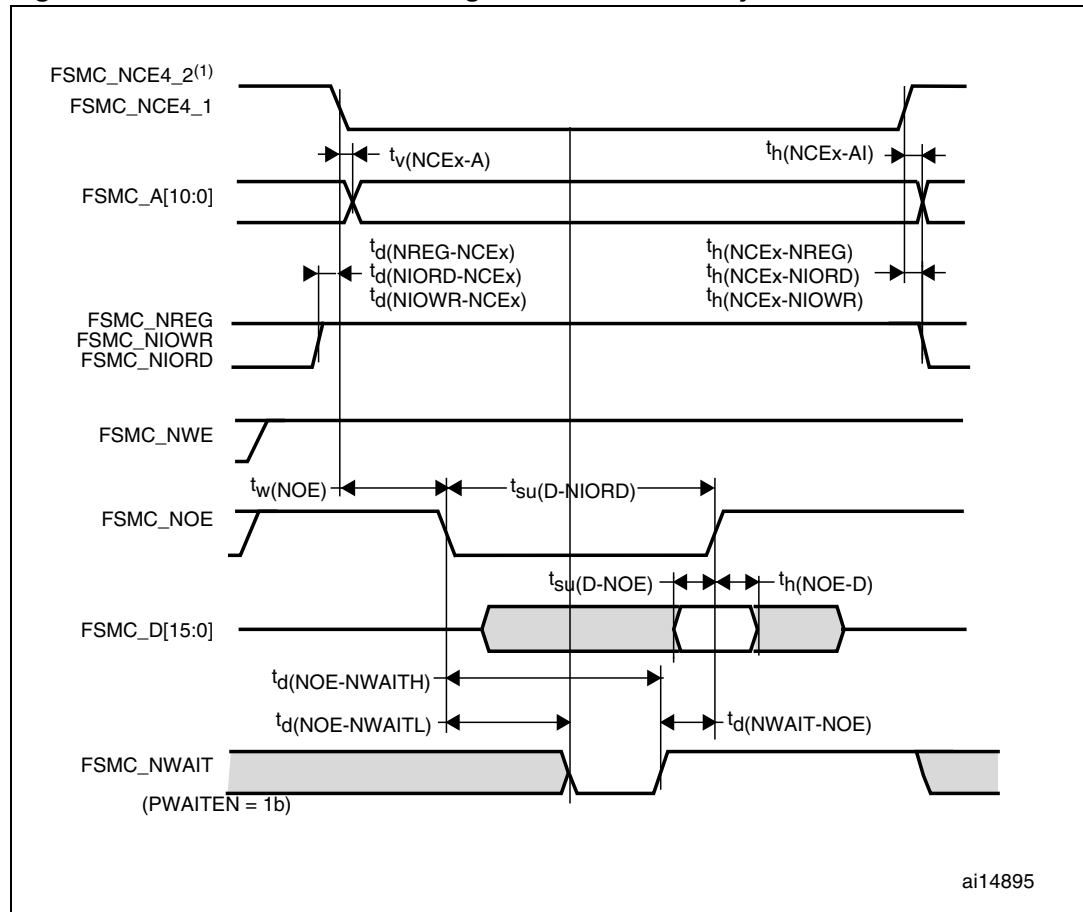 FSMC_NCE4_2(1)
FSMC_NCE4_1
tv(NCEx-A)
th(NCEx-AI)
FSMC_A[10:0]
td(NREG-NCEx)
td(NIORD-NCEx)
td(NIOWR-NCEx)
th(NCEx-NREG)
th(NCEx-NIORD)
th(NCEx-NIOWR)
FSMC_NREG
FSMC_NIOWR
FSMC_NIORD
FSMC_NWE
tw(NOE)
tsu(D-NIORD)
FSMC_NOE
tsu(D-NOE)
th(NOE-D)
FSMC_D[15:0]
td(NOE-NWAITH)
td(NOE-NWAITL)
td(NWAIT-NOE)
FSMC_NWAIT
(PWAITEN = 1b)
ai14895